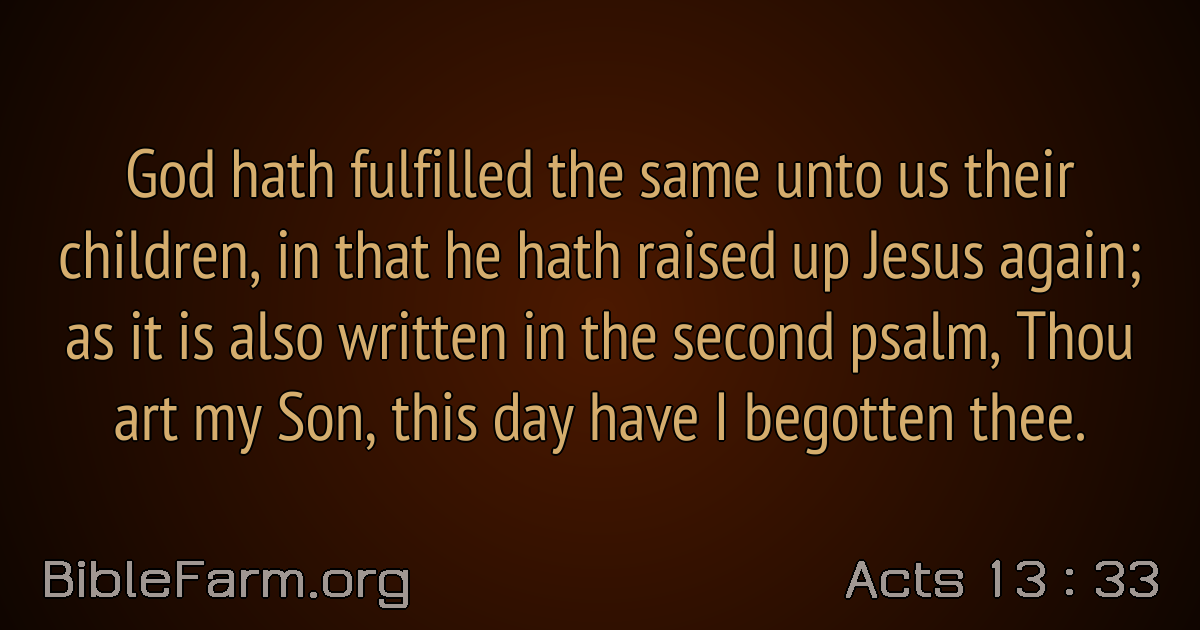 God hath fulfilled the same unto us their
children, in that he hath raised up Jesus again;
as it is also written in the second psalm, Thou
art my Son, this day have I begotten thee.
BibleFarm.org
Acts 13 : 33